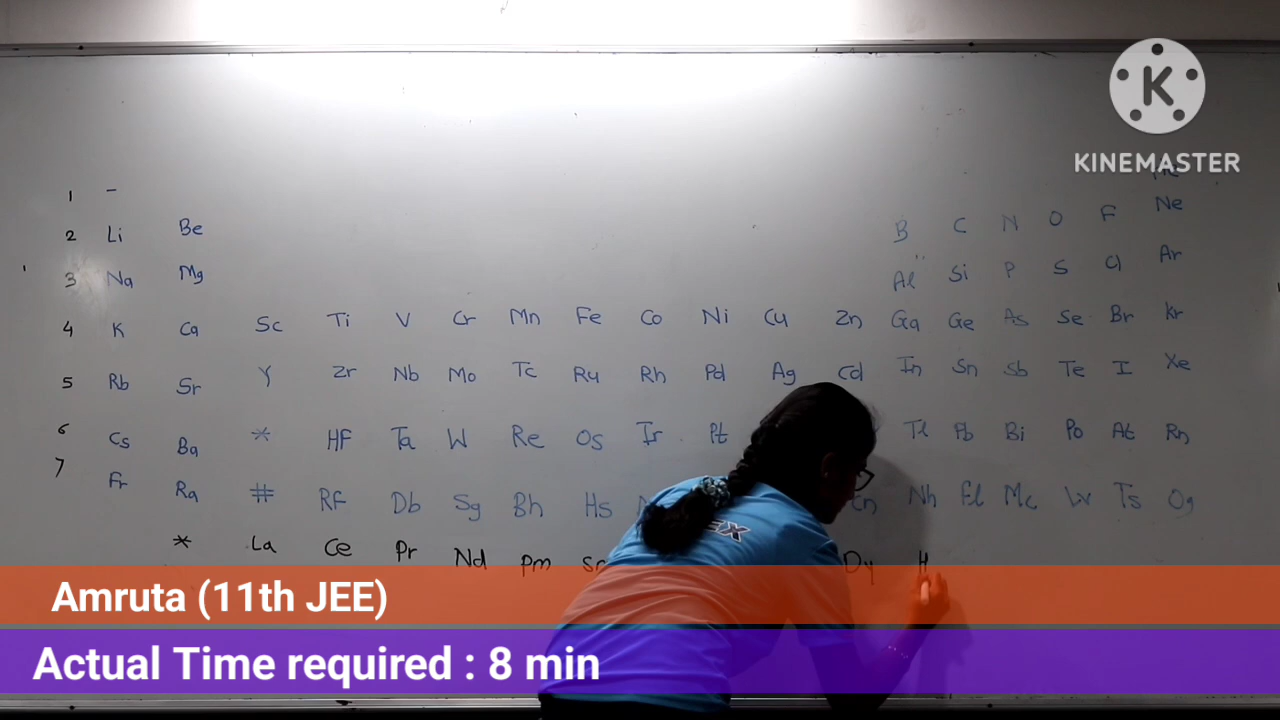 K
KINEMASTER
1 -
2 Li Be B C N O F Ne
3 Na Mg Al Si P S Cl Ar
4 K Ca Sc Ti V Cr Mn Fe Co Ni Cu Zn Ga Ge As Se Br Kr
5 Rb Sr Y Zr Nb Mo Tc Ru Rh Pd Ag Cd In Sn Sb Te I Xe
6 Cs Ba * HF Ta W Re Os Ir Pt Tl Pb Bi Po At Rn
7 Fr Ra # RF Db Sg Bh Hs Cn Nh Fl Mc Lv Ts Og
* La Ce Pr Nd Pm Dy H
EX
Amruta (11th JEE)
Actual Time required : 8 min